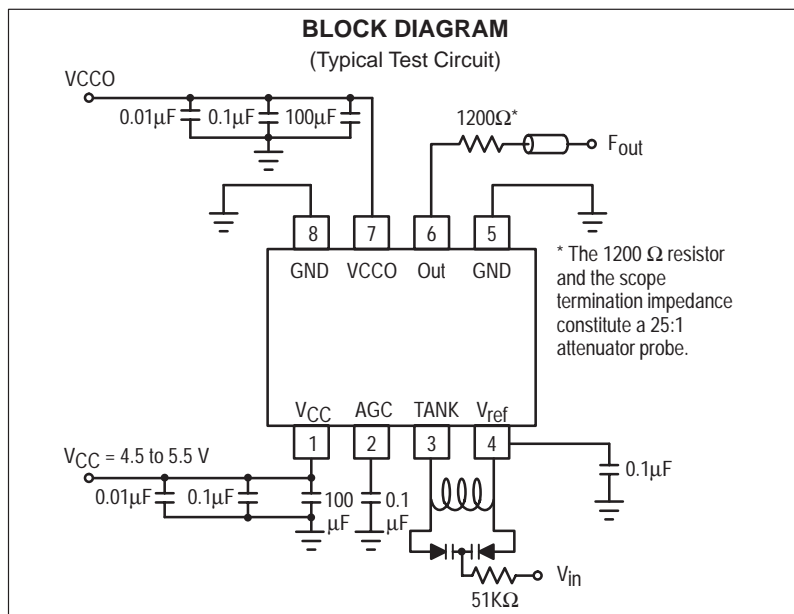 BLOCK DIAGRAM
(Typical Test Circuit)
VCCO
0.01µF 0.1µF 100µF
1200Ω*
Fout
8 7 6 5
GND VCCO Out GND
* The 1200 Ω resistor
and the scope
termination impedance
constitute a 25:1
attenuator probe.
VCC AGC TANK Vref
1 2 3 4
VCC = 4.5 to 5.5 V
0.01µF 0.1µF 100
µF
0.1
µF
0.1µF
Vin
51KΩ